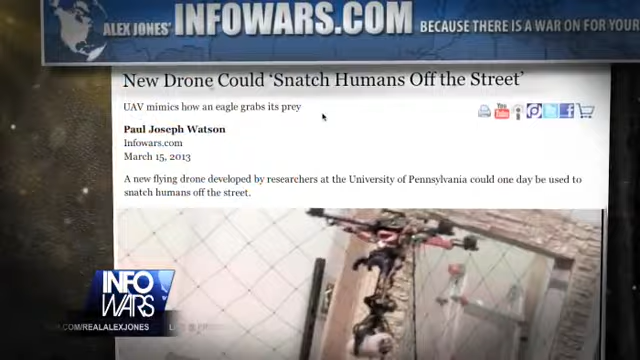 ALEX JONES' INFOWARS.COM BECAUSE THERE IS A WAR ON FOR YOUR
New Drone Could 'Snatch Humans Off the Street'
UAV mimics how an eagle grabs its prey
You
Paul Joseph Watson
Infowars.com
March 15, 2013
A new flying drone developed by researchers at the University of Pennsylvania could one day be used to
snatch humans off the street.
INFO
WARS
.COM/REALALEXJONES